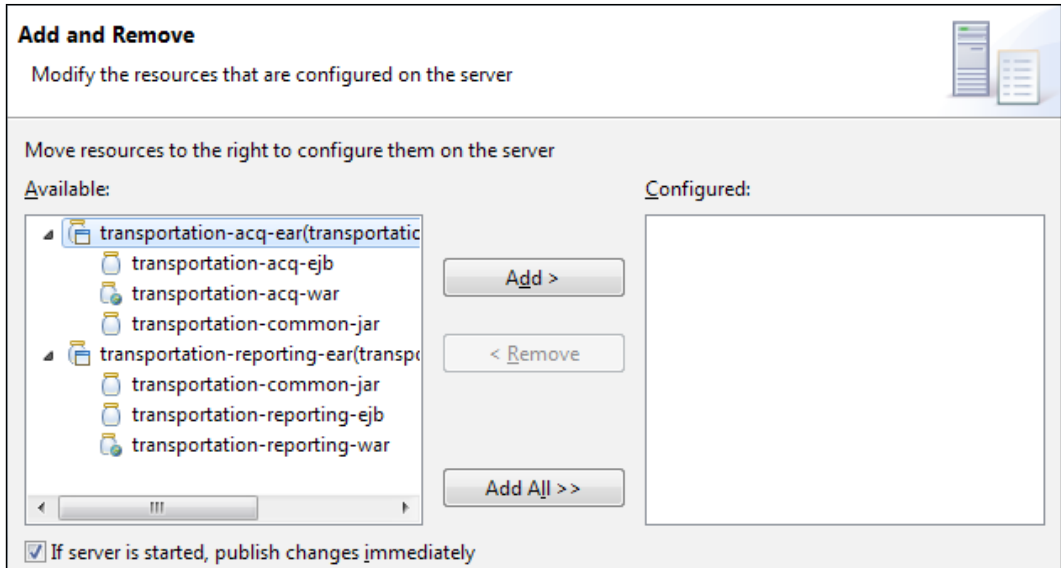 Add and Remove
Modify the resources that are configured on the server
Move resources to the right to configure them on the server
Available:
Configured:
transportation-acq-ear(transportatic
transportation-acq-ejb
transportation-acq-war
transportation-common-jar
transportation-reporting-ear(transpo
transportation-common-jar
transportation-reporting-ejb
transportation-reporting-war
Add >
< Remove
Add All >>
If server is started, publish changes immediately